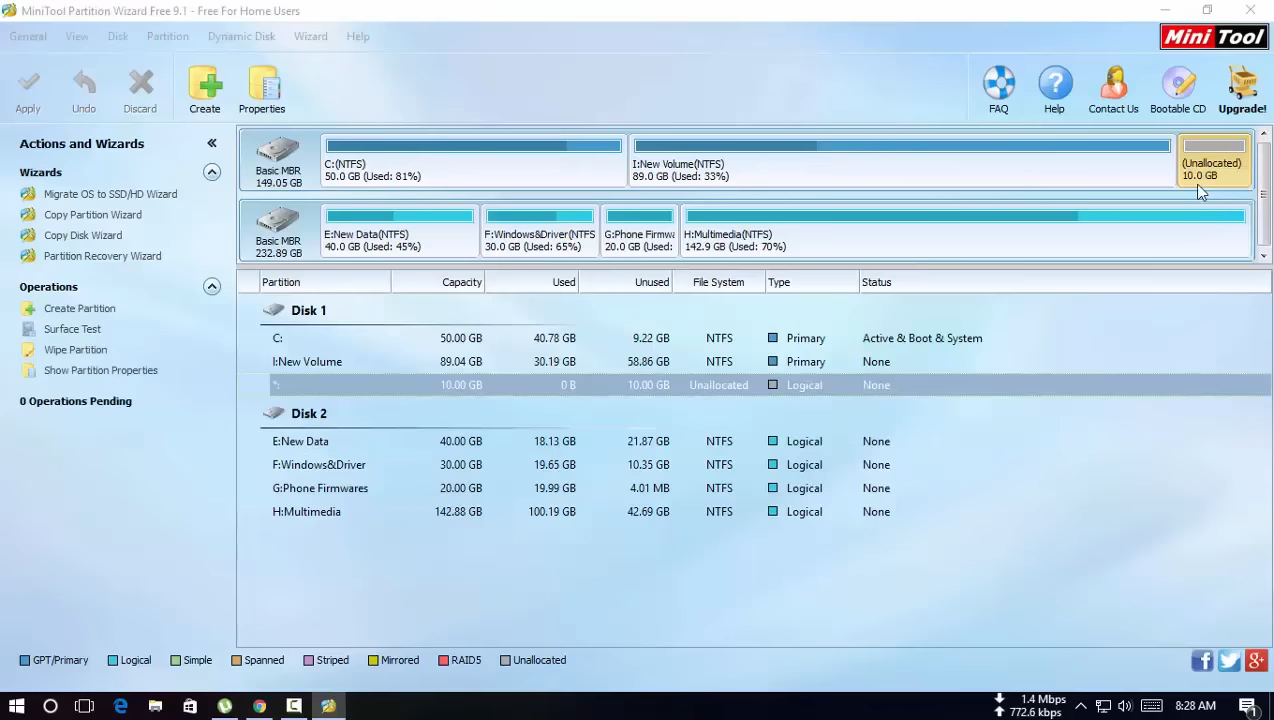 MiniTool Partition Wizard Free 9.1 - Free For Home Users
General View Disk Partition Dynamic Disk Wizard Help
Mini Tool
Apply Undo Discard Create Properties FAQ Help Contact Us Bootable CD Upgrade!
Actions and Wizards
Wizards
Migrate OS to SSD/HD Wizard
Copy Partition Wizard
Copy Disk Wizard
Partition Recovery Wizard
Operations
Create Partition
Surface Test
Wipe Partition
Show Partition Properties
0 Operations Pending
Basic MBR
149.05 GB
C:(NTFS)
50.0 GB (Used: 81%)
I:New Volume(NTFS)
89.0 GB (Used: 33%)
(Unallocated)
10.0 GB
Basic MBR
232.89 GB
E:New Data(NTFS)
40.0 GB (Used: 45%)
F:Windows&Driver(NTFS
30.0 GB (Used: 65%)
G:Phone Firmwa
20.0 GB (Used:
H:Multimedia(NTFS)
142.9 GB (Used: 70%)
Partition Capacity Used Unused File System Type Status
Disk 1
C: 50.00 GB 40.78 GB 9.22 GB NTFS Primary Active & Boot & System
I:New Volume 89.04 GB 30.19 GB 58.86 GB NTFS Primary None
*: 10.00 GB 0 B 10.00 GB Unallocated Logical None
Disk 2
E:New Data 40.00 GB 18.13 GB 21.87 GB NTFS Logical None
F:Windows&Driver 30.00 GB 19.65 GB 10.35 GB NTFS Logical None
G:Phone Firmwares 20.00 GB 19.99 GB 4.01 MB NTFS Logical None
H:Multimedia 142.88 GB 100.19 GB 42.69 GB NTFS Logical None
GPT/Primary Logical Simple Spanned Striped Mirrored RAID5 Unallocated
1.4 Mbps
772.6 kbps
8:28 AM
1